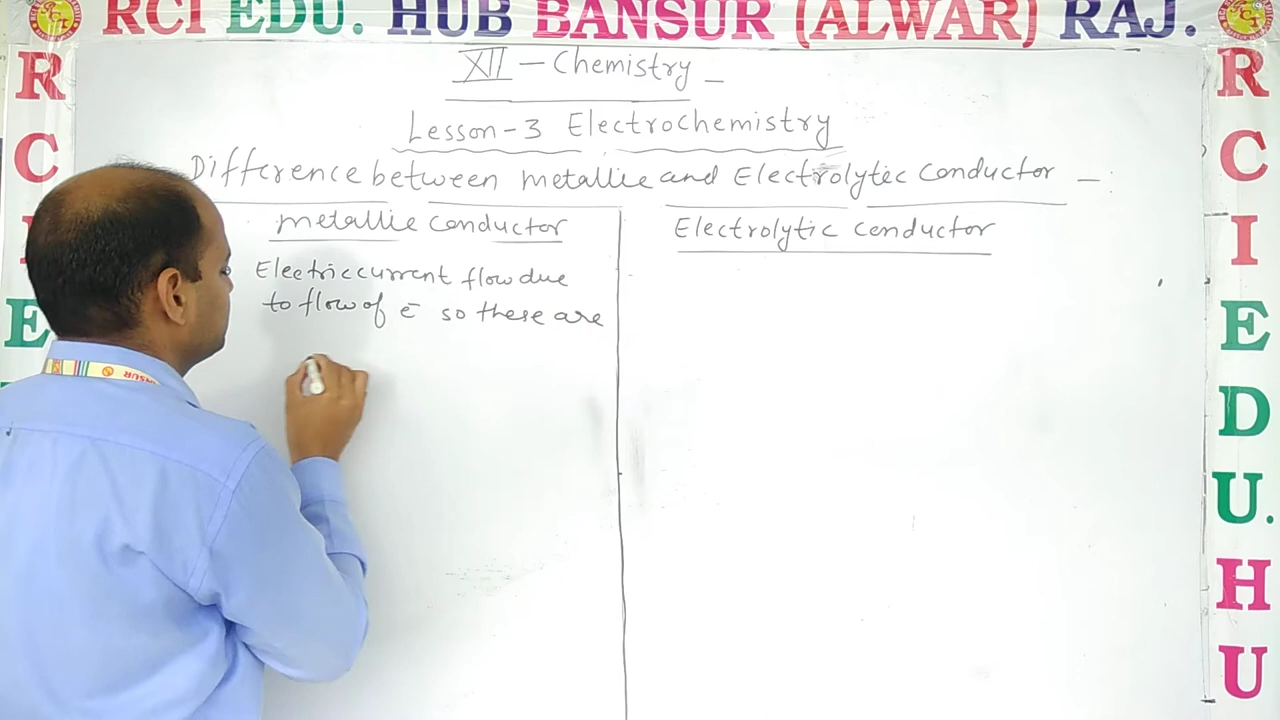 RCI EDU. HUB BANSUR (ALWAR) RAJ.
XII - Chemistry -
Lesson-3 Electrochemistry
Difference between metallic and Electrolytic Conductor -
metallic conductor
Electrolytic conductor
Electric current flow due
to flow of e⁻ so these are
R
C
I
E
R
C
I
E
D
U.
H
U